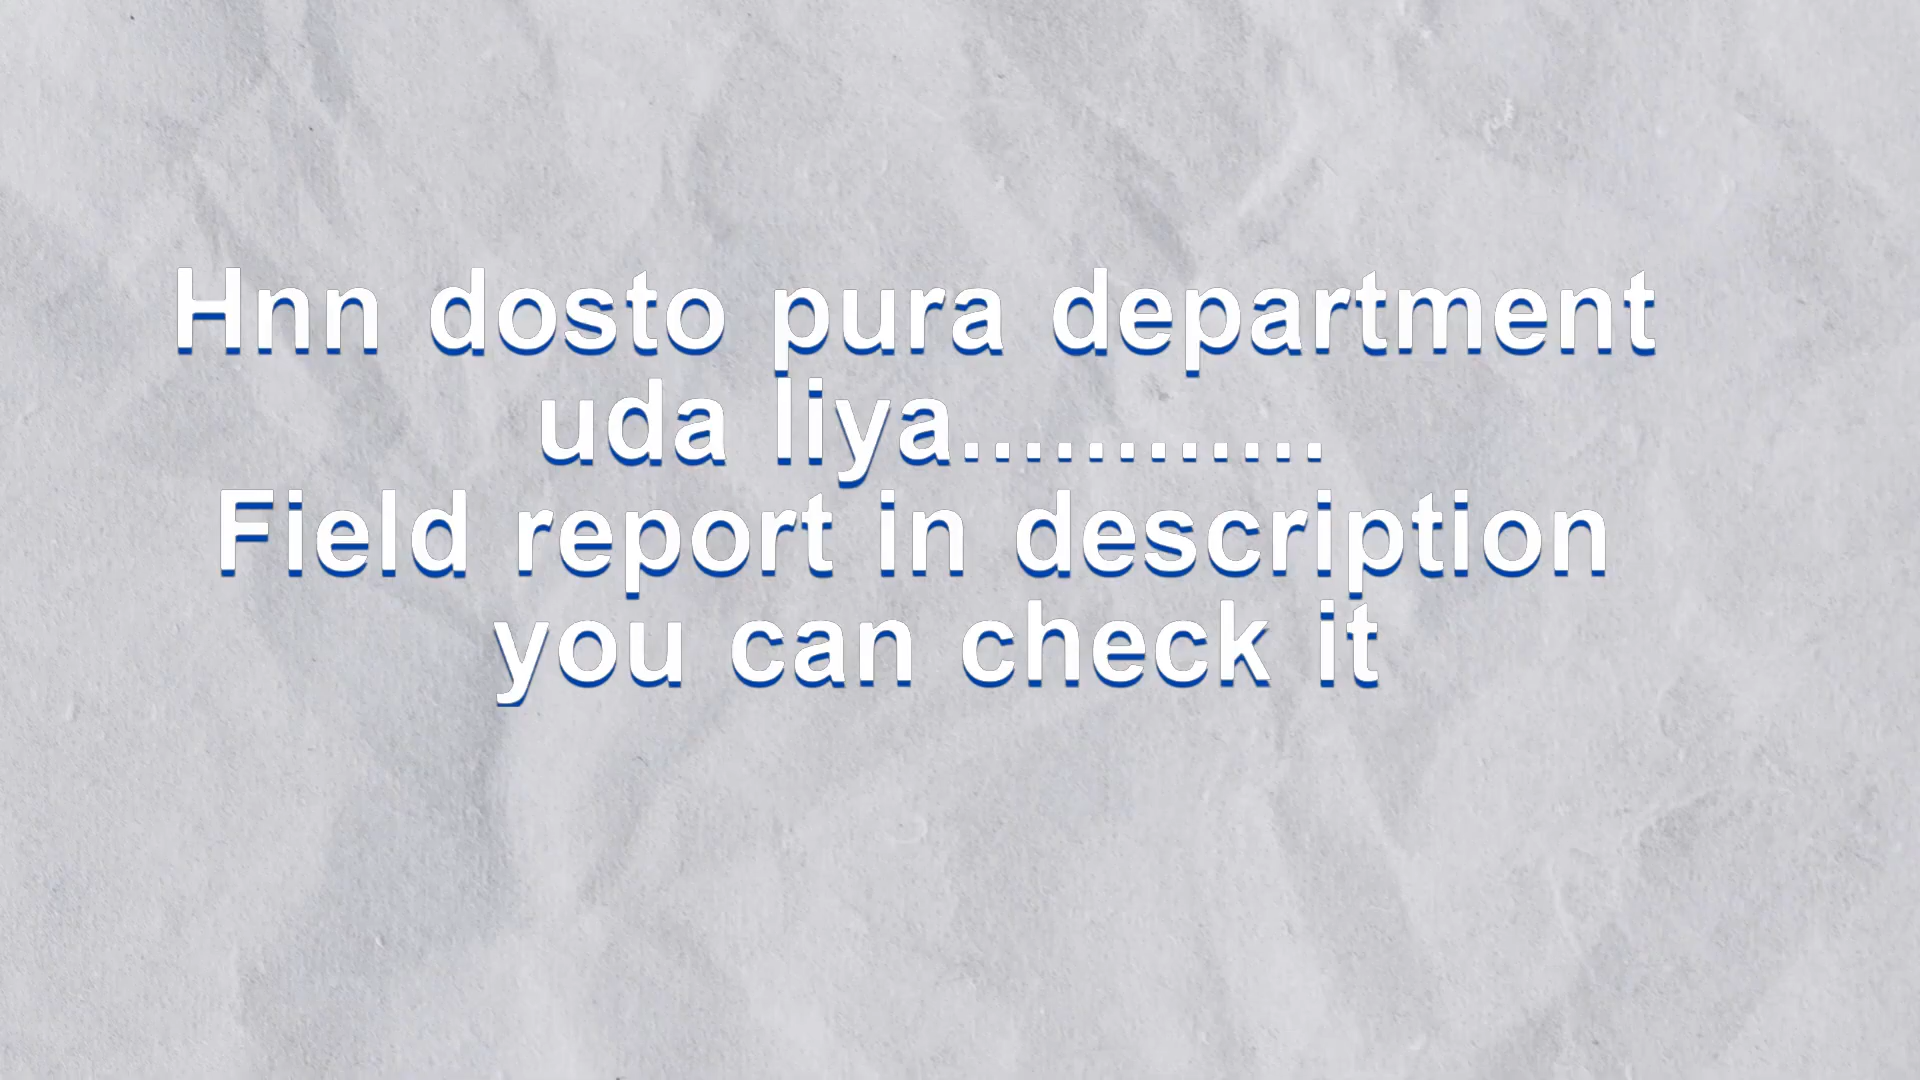 Hnn dosto pura department
uda liya............
Field report in description
you can check it